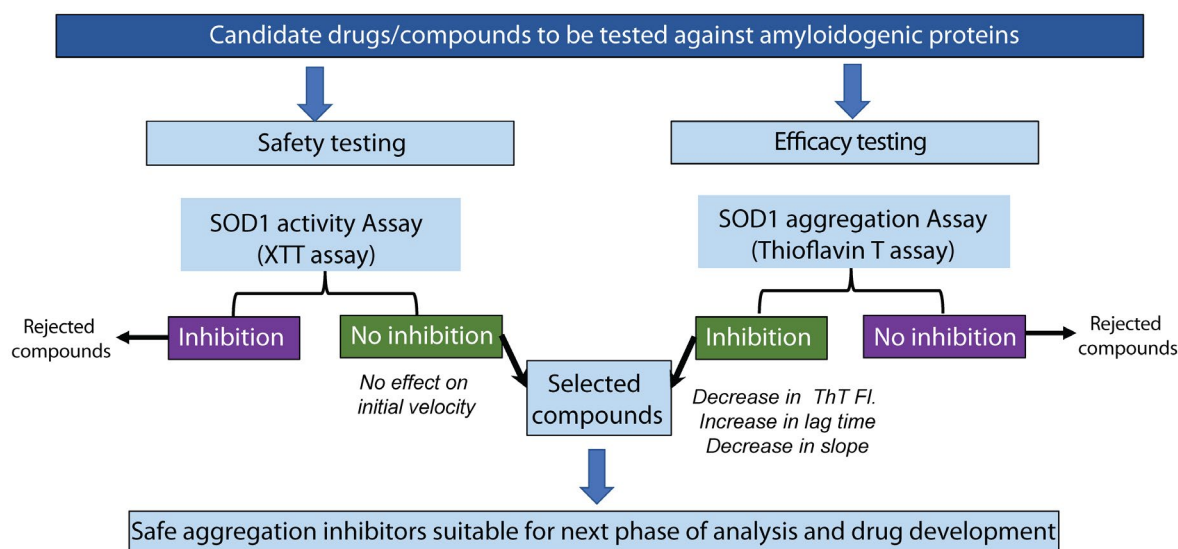 Candidate drugs/compounds to be tested against amyloidogenic proteins
Safety testing
Efficacy testing
SOD1 activity Assay
(XTT assay)
SOD1 aggregation Assay
(Thioflavin T assay)
Rejected
compounds
Inhibition
No inhibition
Inhibition
No inhibition
Rejected
compounds
No effect on
initial velocity
Selected
compounds
Decrease in ThT Fl.
Increase in lag time
Decrease in slope
Safe aggregation inhibitors suitable for next phase of analysis and drug development